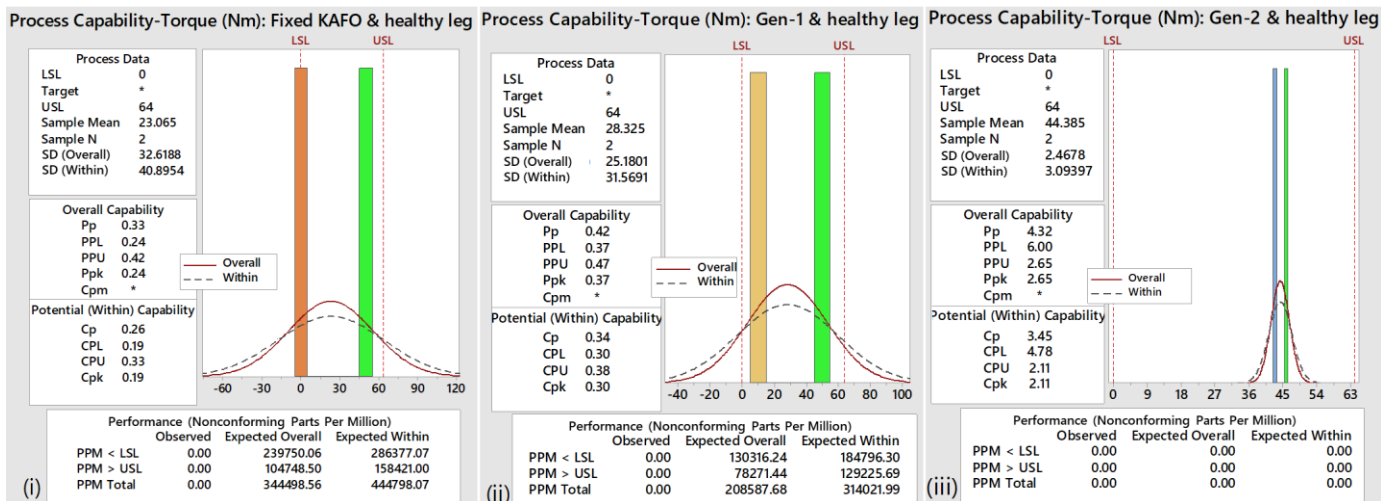 Process Capability-Torque (Nm): Fixed KAFO & healthy leg
LSL
USL
Process Data
LSL 0
Target *
USL 64
Sample Mean 23.065
Sample N 2
SD (Overall) 32.6188
SD (Within) 40.8954
Overall Capability
Pp 0.33
PPL 0.24
PPU 0.42
Ppk 0.24
Cpm *
Overall
Within
Potential (Within) Capability
Cp 0.26
CPL 0.19
CPU 0.33
Cpk 0.19
-60 -30 0 30 60 90 120
Performance (Nonconforming Parts Per Million)
Observed Expected Overall Expected Within
PPM < LSL 0.00 239750.06 286377.07
PPM > USL 0.00 104748.50 158421.00
PPM Total 0.00 344498.56 444798.07
(i)
Process Capability-Torque (Nm): Gen-1 & healthy leg
LSL
USL
Process Data
LSL 0
Target *
USL 64
Sample Mean 28.325
Sample N 2
SD (Overall) 25.1801
SD (Within) 31.5691
Overall Capability
Pp 0.42
PPL 0.37
PPU 0.47
Ppk 0.37
Cpm *
Overall
Within
Potential (Within) Capability
Cp 0.34
CPL 0.30
CPU 0.38
Cpk 0.30
-40 -20 0 20 40 60 80 100
Performance (Nonconforming Parts Per Million)
Observed Expected Overall Expected Within
PPM < LSL 0.00 130316.24 184796.30
PPM > USL 0.00 78271.44 129225.69
PPM Total 0.00 208587.68 314021.99
(ii)
Process Capability-Torque (Nm): Gen-2 & healthy leg
LSL
USL
Process Data
LSL 0
Target *
USL 64
Sample Mean 44.385
Sample N 2
SD (Overall) 2.4678
SD (Within) 3.09397
Overall Capability
Pp 4.32
PPL 6.00
PPU 2.65
Ppk 2.65
Cpm *
Overall
Within
Potential (Within) Capability
Cp 3.45
CPL 4.78
CPU 2.11
Cpk 2.11
0 9 18 27 36 45 54 63
Performance (Nonconforming Parts Per Million)
Observed Expected Overall Expected Within
PPM < LSL 0.00 0.00 0.00
PPM > USL 0.00 0.00 0.00
PPM Total 0.00 0.00 0.00
(iii)